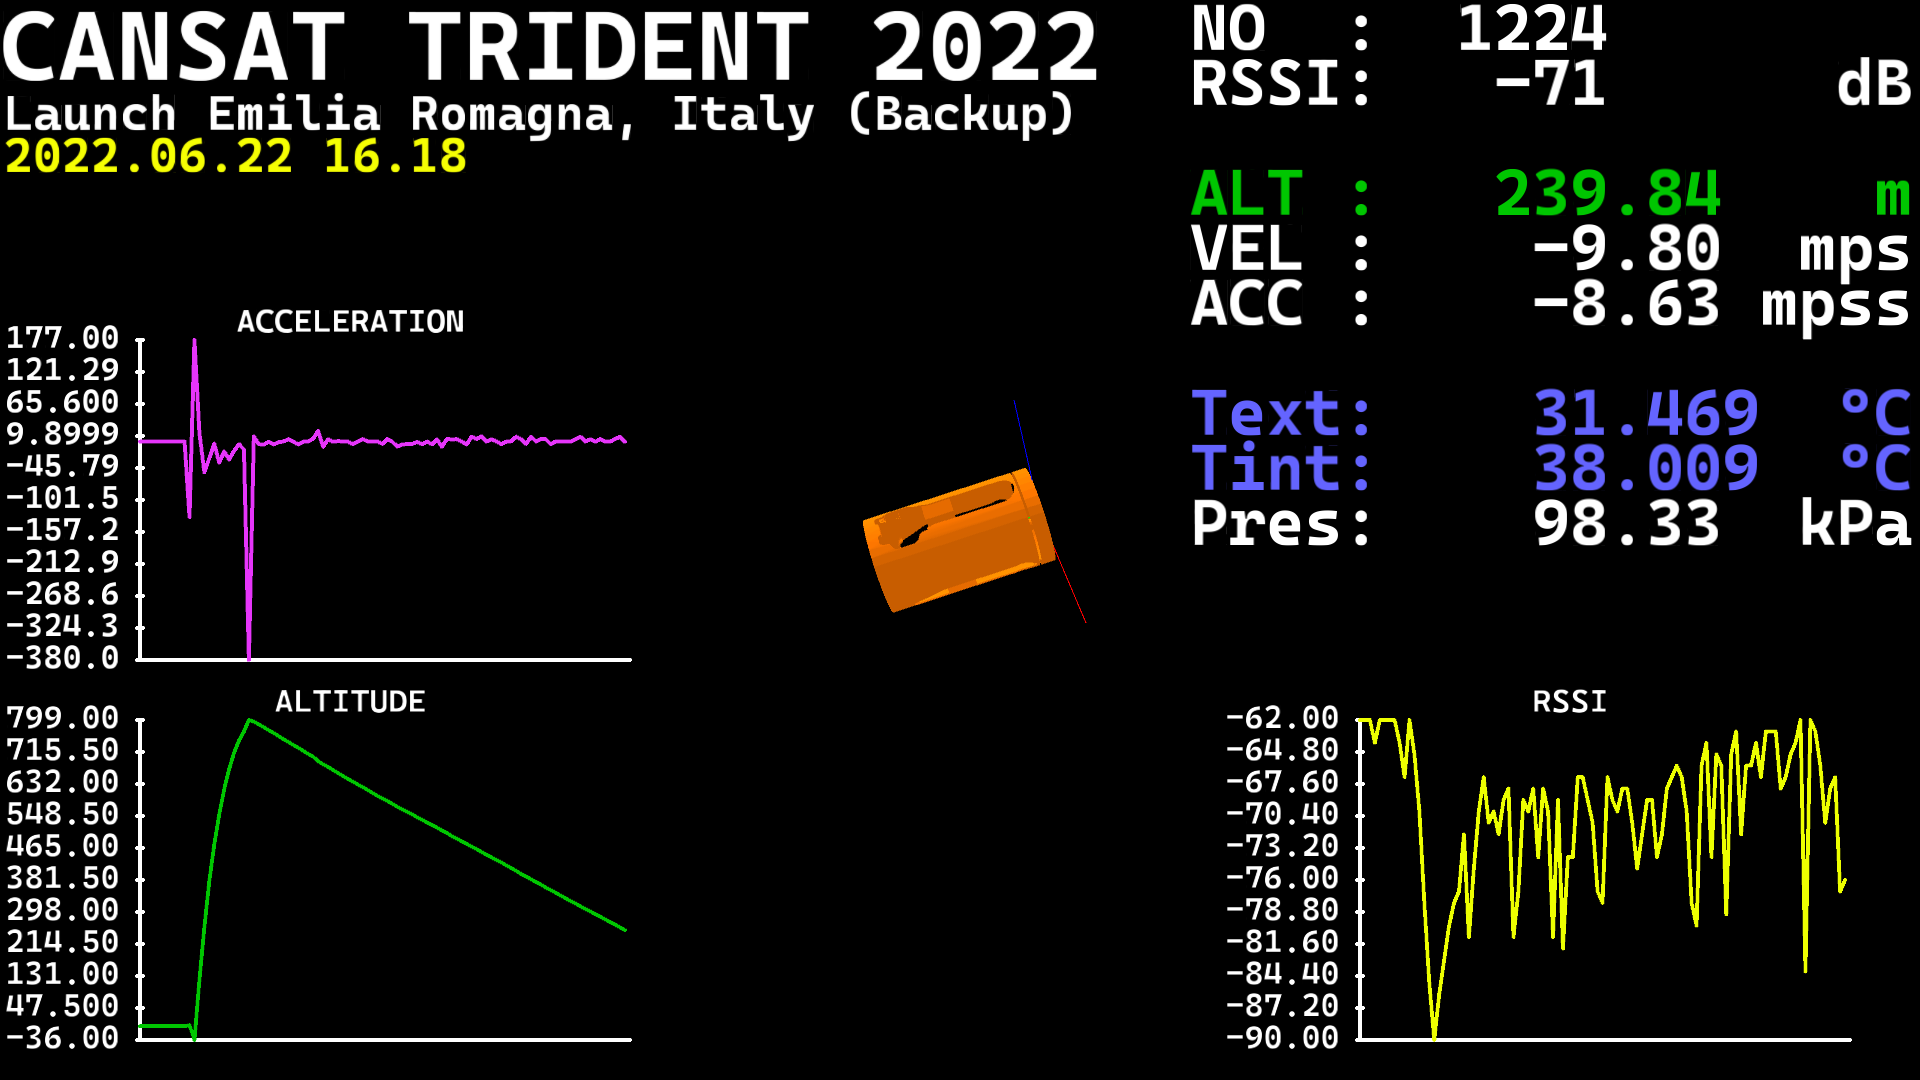 CANSAT TRIDENT 2022
Launch Emilia Romagna, Italy (Backup)
2022.06.22 16.18
NO : 1224
RSSI: -71 dB
ALT : 239.84 m
VEL : -9.80 mps
ACC : -8.63 mpss
Text: 31.469 °C
Tint: 38.009 °C
Pres: 98.33 kPa
ACCELERATION
177.00
121.29
65.600
9.8999
-45.79
-101.5
-157.2
-212.9
-268.6
-324.3
-380.0
ALTITUDE
799.00
715.50
632.00
548.50
465.00
381.50
298.00
214.50
131.00
47.500
-36.00
RSSI
-62.00
-64.80
-67.60
-70.40
-73.20
-76.00
-78.80
-81.60
-84.40
-87.20
-90.00